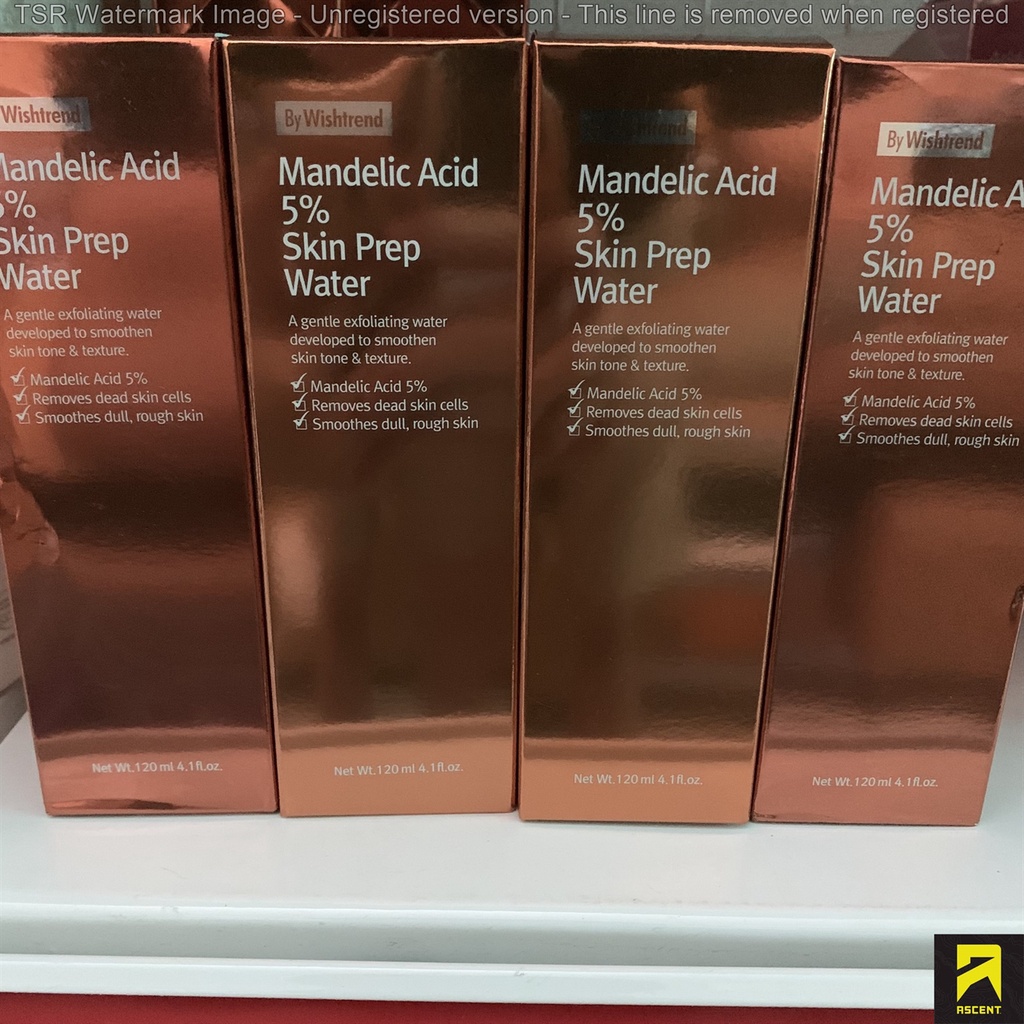 TSR Watermark Image - Unregistered version - This line is removed when registered
Wishtrend
Mandelic Acid
5%
Skin Prep
Water
A gentle exfoliating water
developed to smoothen
skin tone & texture.
Mandelic Acid 5%
Removes dead skin cells
Smoothes dull, rough skin
Net Wt.120 ml 4.1fl.oz.
By Wishtrend
Mandelic Acid
5%
Skin Prep
Water
A gentle exfoliating water
developed to smoothen
skin tone & texture.
Mandelic Acid 5%
Removes dead skin cells
Smoothes dull, rough skin
Net Wt.120 ml 4.1fl.oz.
Mandelic Acid
5%
Skin Prep
Water
A gentle exfoliating water
developed to smoothen
skin tone & texture.
Mandelic Acid 5%
Removes dead skin cells
Smoothes dull, rough skin
Net Wt.120 ml 4.1fl.oz.
By Wishtrend
Mandelic A
5%
Skin Prep
Water
A gentle exfoliating water
developed to smoothen
skin tone & texture.
Mandelic Acid 5%
Removes dead skin cells
Smoothes dull, rough skin
Net Wt.120 ml 4.1fl.oz.
ASCENT